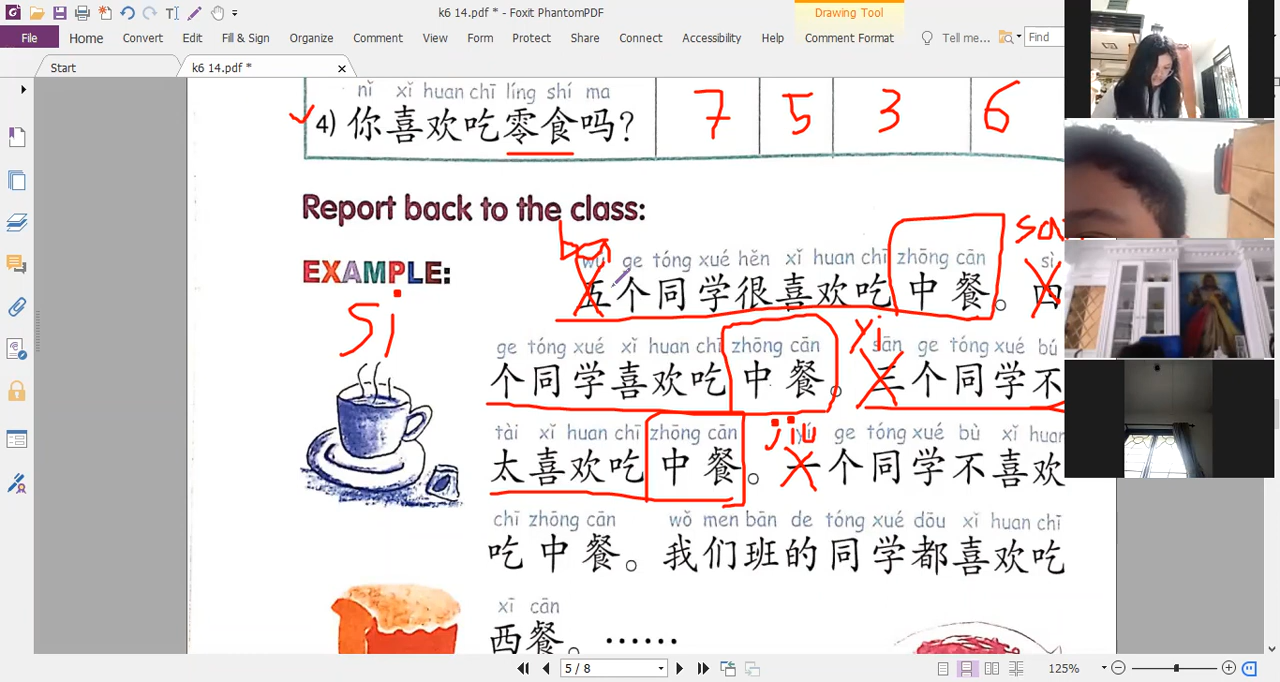 k6 14.pdf * - Foxit PhantomPDF
Drawing Tool
File Home Convert Edit Fill & Sign Organize Comment View Form Protect Share Connect Accessibility Help Comment Format Tell me... Find
Start k6 14.pdf *
nǐ xǐ huan chī líng shí ma
4) 你喜欢吃零食吗? 7 5 3 6
Report back to the class:
EXAMPLE:
ge tóng xué hěn xǐ huan chī zhōng cān sì
五个同学很喜欢吃中餐。四
si
ge tóng xué xǐ huan chī zhōng cān yi sān ge tóng xué bú
个同学喜欢吃中餐。三个同学不
tài xǐ huan chī zhōng cān jiu yí ge tóng xué bù xǐ huan
太喜欢吃中餐。一个同学不喜欢
chī zhōng cān wǒ men bān de tóng xué dōu xǐ huan chī
吃中餐。我们班的同学都喜欢吃
xī cān
西餐。......
5 / 8 125%